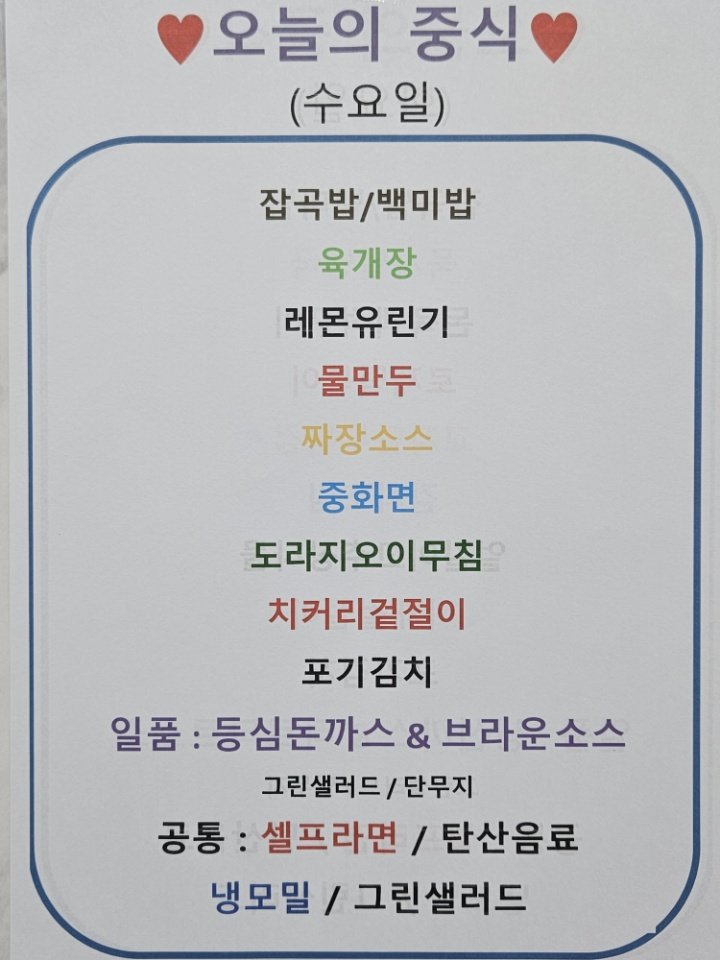 ♥오늘의 중식♥
(수요일)
잡곡밥/백미밥
육개장
레몬유린기
물만두
짜장소스
중화면
도라지오이무침
치커리겉절이
포기김치
일품 : 등심돈까스 & 브라운소스
그린샐러드 / 단무지
공통 : 셀프라면 / 탄산음료
냉모밀 / 그린샐러드